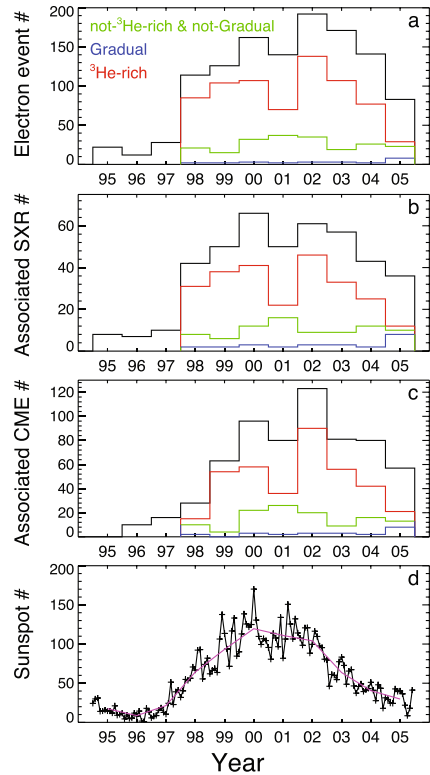 Electron event #
200
150
100
50
0
not-³He-rich & not-Gradual
Gradual
³He-rich
a
95 96 97 98 99 00 01 02 03 04 05
Associated SXR #
60
40
20
0
b
95 96 97 98 99 00 01 02 03 04 05
Associated CME #
120
100
80
60
40
20
0
c
95 96 97 98 99 00 01 02 03 04 05
Sunspot #
200
150
100
50
0
d
95 96 97 98 99 00 01 02 03 04 05
Year